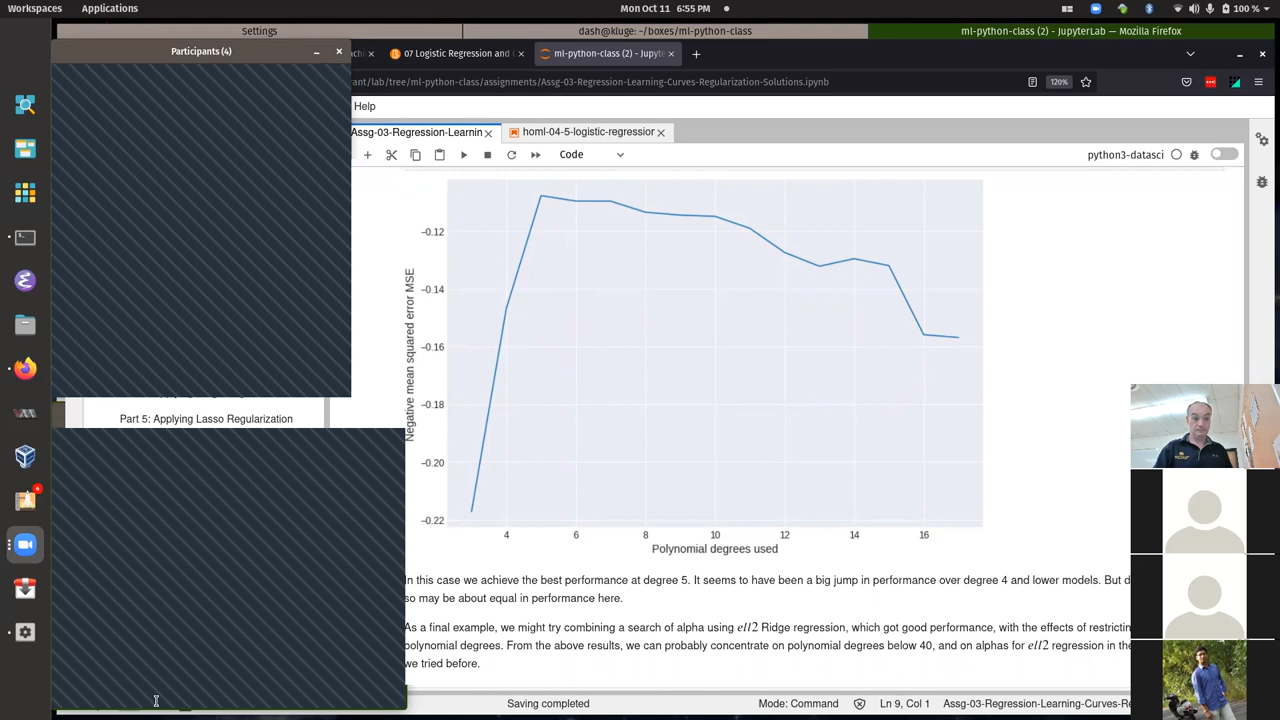 Workspaces Applications Mon Oct 11 6:55 PM 100 %
Settings dash@kluge: ~/boxes/ml-python-class ml-python-class (2) - JupyterLab — Mozilla Firefox
Participants (4)
07 Logistic Regression and ml-python-class (2) - Jupyte
rant/lab/tree/ml-python-class/assignments/Assg-03-Regression-Learning-Curves-Regularization-Solutions.ipynb 120%
Help
Assg-03-Regression-Learnin homl-04-5-logistic-regression
Code python3-datasci
−0.12
−0.14
−0.16
−0.18
−0.20
−0.22
Negative mean squared error MSE
4 6 8 10 12 14 16
Polynomial degrees used
Part 5: Applying Lasso Regularization
In this case we achieve the best performance at degree 5. It seems to have been a big jump in performance over degree 4 and lower models. But d
so may be about equal in performance here.
As a final example, we might try combining a search of alpha using ell2 Ridge regression, which got good performance, with the effects of restricting
polynomial degrees. From the above results, we can probably concentrate on polynomial degrees below 40, and on alphas for ell2 regression in the
we tried before.
Saving completed Mode: Command Ln 9, Col 1 Assg-03-Regression-Learning-Curves-Re
6